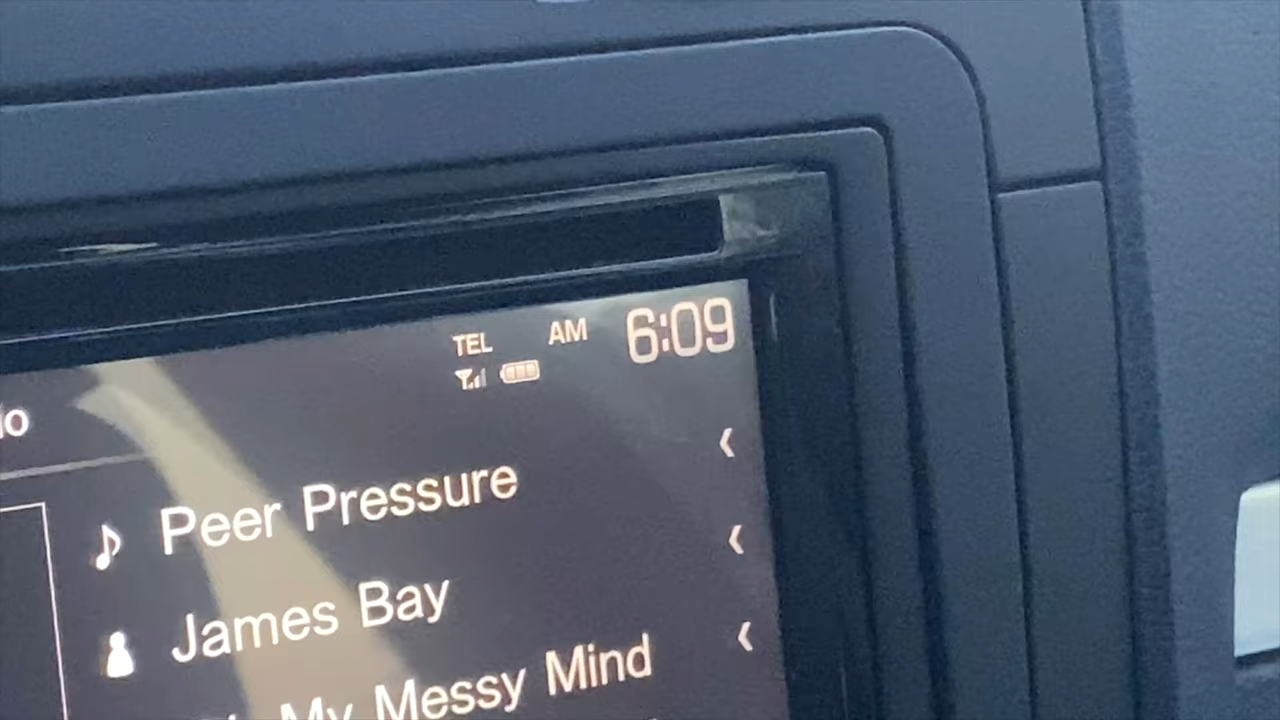 TEL AM 6:09
io
Peer Pressure
James Bay
My Messy Mind